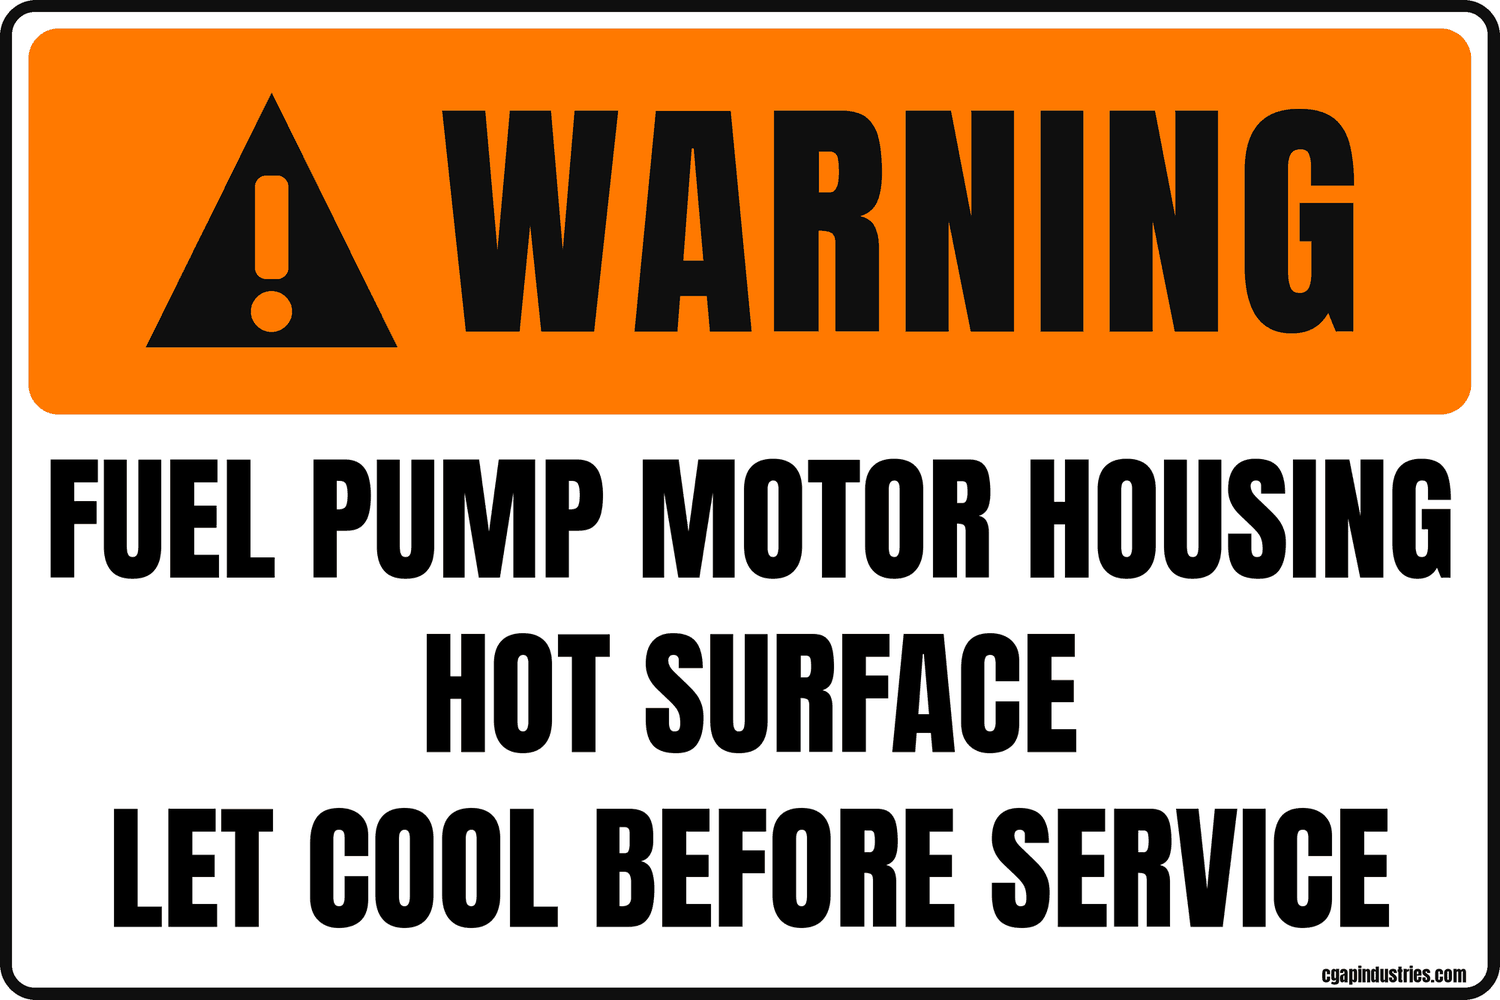 WARNING
FUEL PUMP MOTOR HOUSING
HOT SURFACE
LET COOL BEFORE SERVICE
cgapindustries.com